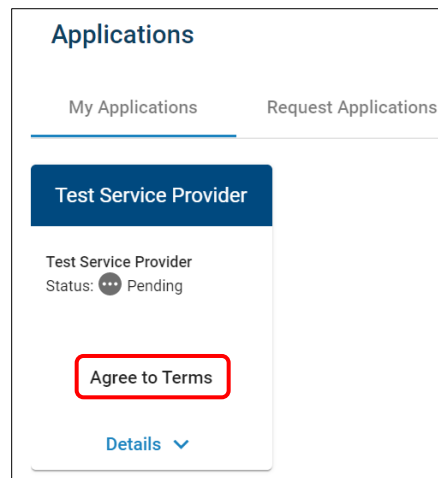 Applications
My Applications Request Applications
Test Service Provider
Test Service Provider
Status: Pending
Agree to Terms
Details